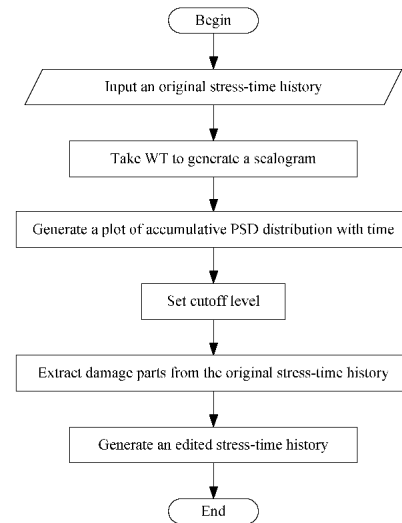 Begin
Input an original stress-time history
Take WT to generate a scalogram
Generate a plot of accumulative PSD distribution with time
Set cutoff level
Extract damage parts from the original stress-time history
Generate an edited stress-time history
End